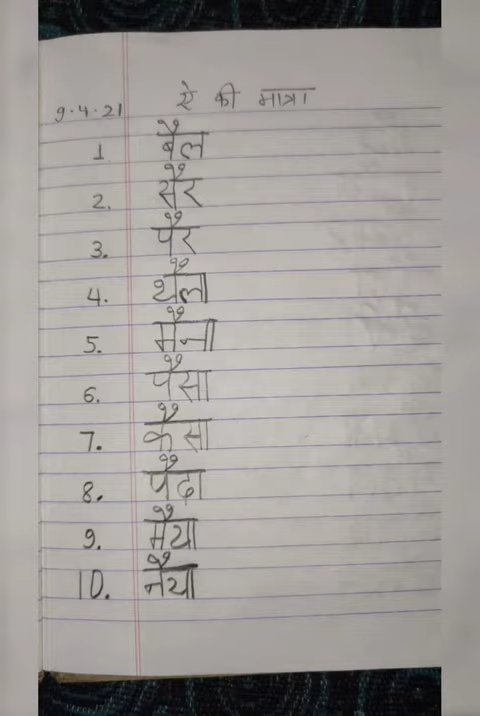 9.4.21 ऐ की मात्रा
1. बैल
2. सैर
3. पैर
4. थैला
5. मैना
6. पैसा
7. कैसा
8. पैदा
9. मैया
10. नैया